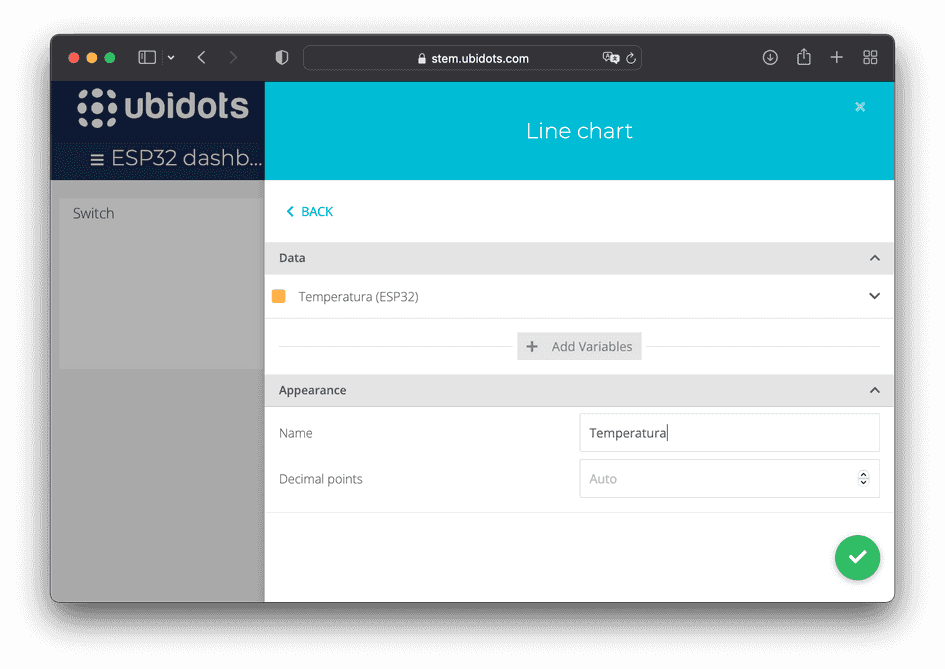 stem.ubidots.com
ubidots
ESP32 dashb...
Switch
Line chart
BACK
Data
Temperatura (ESP32)
Add Variables
Appearance
Name
Temperatura
Decimal points
Auto